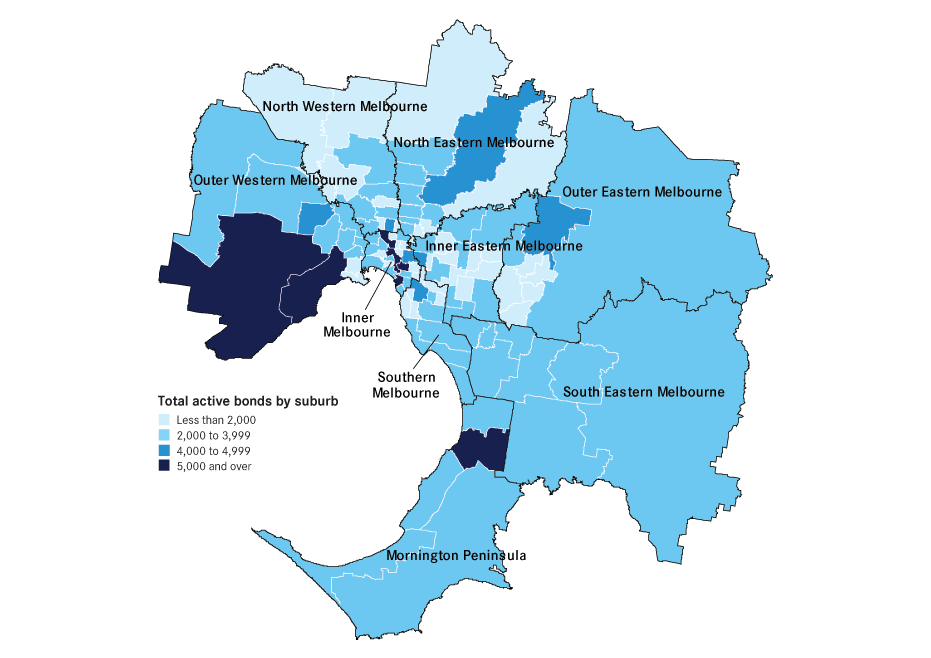 North Western Melbourne
North Eastern Melbourne
Outer Western Melbourne
Outer Eastern Melbourne
Inner Eastern Melbourne
Inner
Melbourne
Southern
Melbourne
South Eastern Melbourne
Total active bonds by suburb
Less than 2,000
2,000 to 3,999
4,000 to 4,999
5,000 and over
Mornington Peninsula